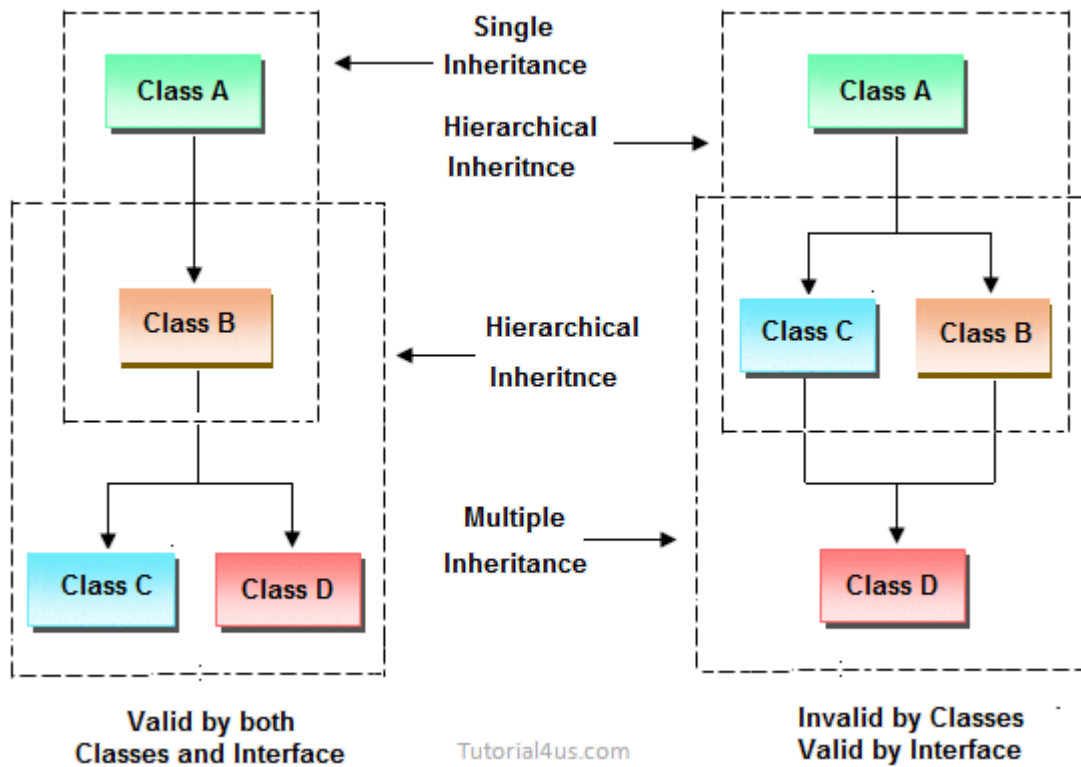 Single
Inheritance
Class A
Class A
Hierarchical
Inheritnce
Class B
Hierarchical
Inheritnce
Class C
Class B
Multiple
Inheritance
Class C
Class D
Class D
Valid by both
Classes and Interface
Tutorial4us.com
Invalid by Classes
Valid by Interface